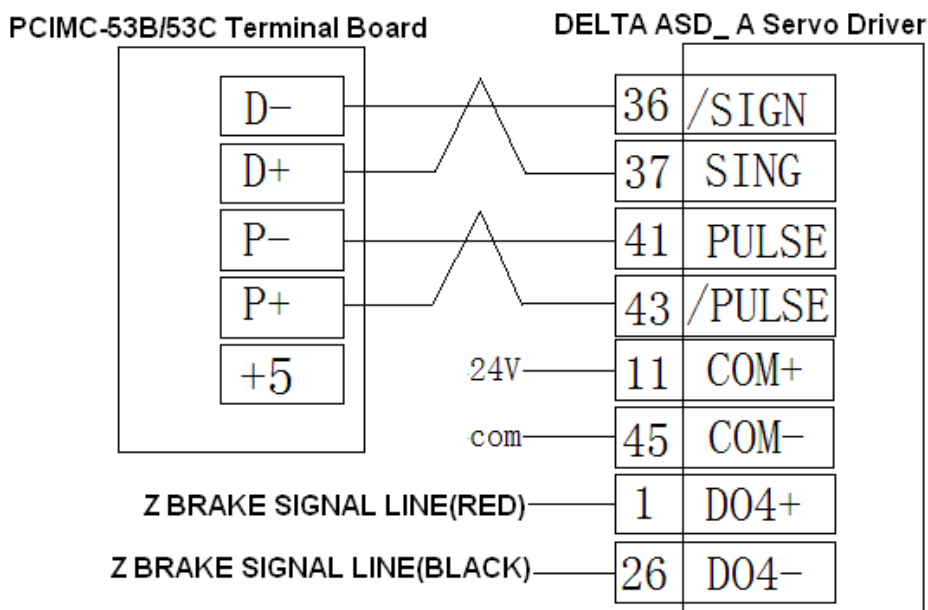 PCIMC-53B/53C Terminal Board
DELTA ASD_ A Servo Driver
D-
36 /SIGN
D+
37 SING
P-
41 PULSE
P+
43 /PULSE
+5
24V
11 COM+
com
45 COM-
Z BRAKE SIGNAL LINE(RED)
1 DO4+
Z BRAKE SIGNAL LINE(BLACK)
26 DO4-